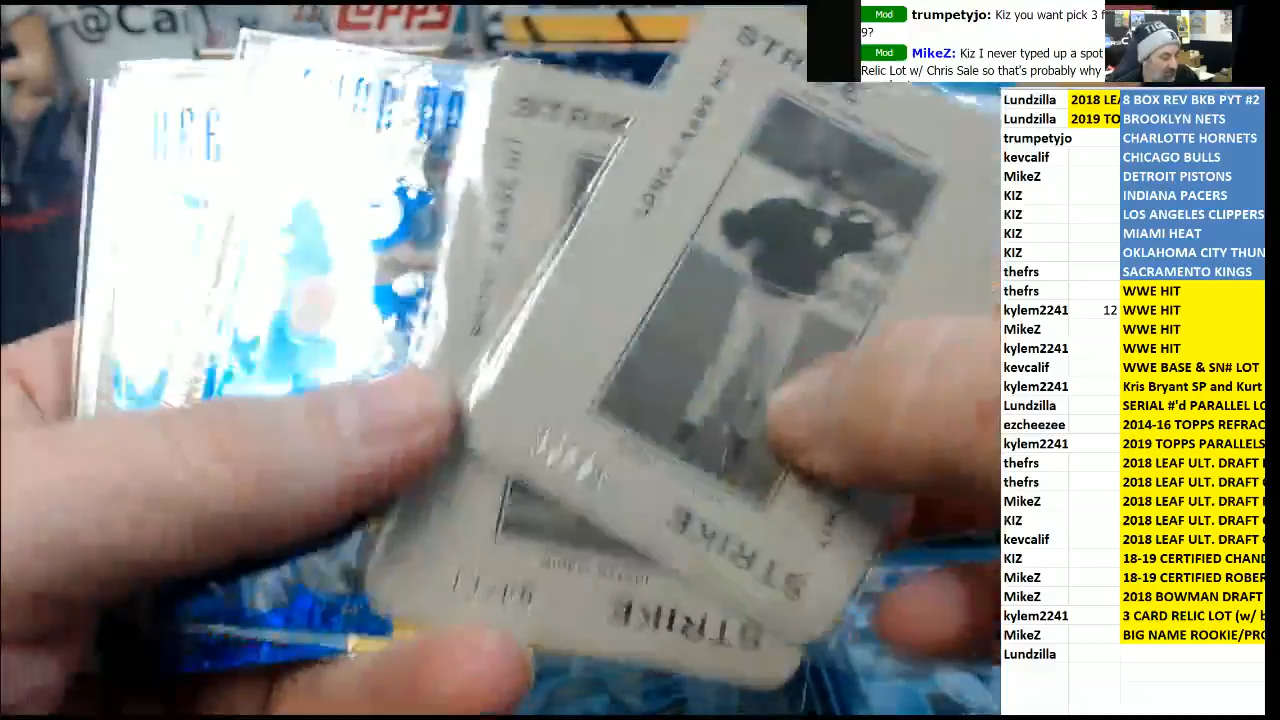 @Ca
TOPPS
Mod trumpetyjo: Kiz you want pick 3 f
9?
Mod MikeZ: Kiz I never typed up a spot
Relic Lot w/ Chris Sale so that's probably why
STRIKE
STRIKE
STRIKE
Lundzilla 2018 LEA 8 BOX REV BKB PYT #2
Lundzilla 2019 TO BROOKLYN NETS
trumpetyjo CHARLOTTE HORNETS
kevcalif CHICAGO BULLS
MikeZ DETROIT PISTONS
KIZ INDIANA PACERS
KIZ LOS ANGELES CLIPPERS
KIZ MIAMI HEAT
KIZ OKLAHOMA CITY THUN
thefrs SACRAMENTO KINGS
thefrs WWE HIT
kylem2241 12 WWE HIT
MikeZ WWE HIT
kylem2241 WWE HIT
kevcalif WWE BASE & SN# LOT
kylem2241 Kris Bryant SP and Kurt
Lundzilla SERIAL #'d PARALLEL LO
ezcheezee 2014-16 TOPPS REFRAC
kylem2241 2019 TOPPS PARALLELS
thefrs 2018 LEAF ULT. DRAFT
thefrs 2018 LEAF ULT. DRAFT
MikeZ 2018 LEAF ULT. DRAFT
KIZ 2018 LEAF ULT. DRAFT
kevcalif 2018 LEAF ULT. DRAFT
KIZ 18-19 CERTIFIED CHAND
MikeZ 18-19 CERTIFIED ROBER
MikeZ 2018 BOWMAN DRAFT
kylem2241 3 CARD RELIC LOT (w/ b
MikeZ BIG NAME ROOKIE/PRO
Lundzilla